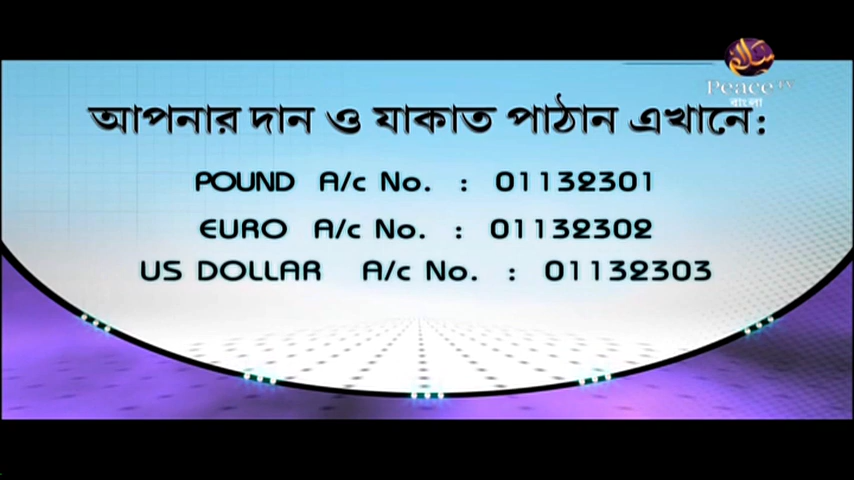 Peace TV
বাংলা
আপনার দান ও যাকাত পাঠান এখানে:
POUND A/c No. : 01132301
EURO A/c No. : 01132302
US DOLLAR A/c No. : 01132303